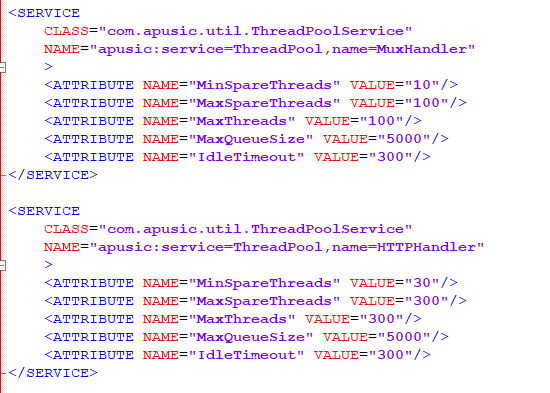 <SERVICE
CLASS="com.apusic.util.ThreadPoolService"
NAME="apusic:service=ThreadPool,name=MuxHandler"
>
<ATTRIBUTE NAME="MinSpareThreads" VALUE="10"/>
<ATTRIBUTE NAME="MaxSpareThreads" VALUE="100"/>
<ATTRIBUTE NAME="MaxThreads" VALUE="100"/>
<ATTRIBUTE NAME="MaxQueueSize" VALUE="5000"/>
<ATTRIBUTE NAME="IdleTimeout" VALUE="300"/>
</SERVICE>
<SERVICE
CLASS="com.apusic.util.ThreadPoolService"
NAME="apusic:service=ThreadPool,name=HTTPHandler"
>
<ATTRIBUTE NAME="MinSpareThreads" VALUE="30"/>
<ATTRIBUTE NAME="MaxSpareThreads" VALUE="300"/>
<ATTRIBUTE NAME="MaxThreads" VALUE="300"/>
<ATTRIBUTE NAME="MaxQueueSize" VALUE="5000"/>
<ATTRIBUTE NAME="IdleTimeout" VALUE="300"/>
</SERVICE>